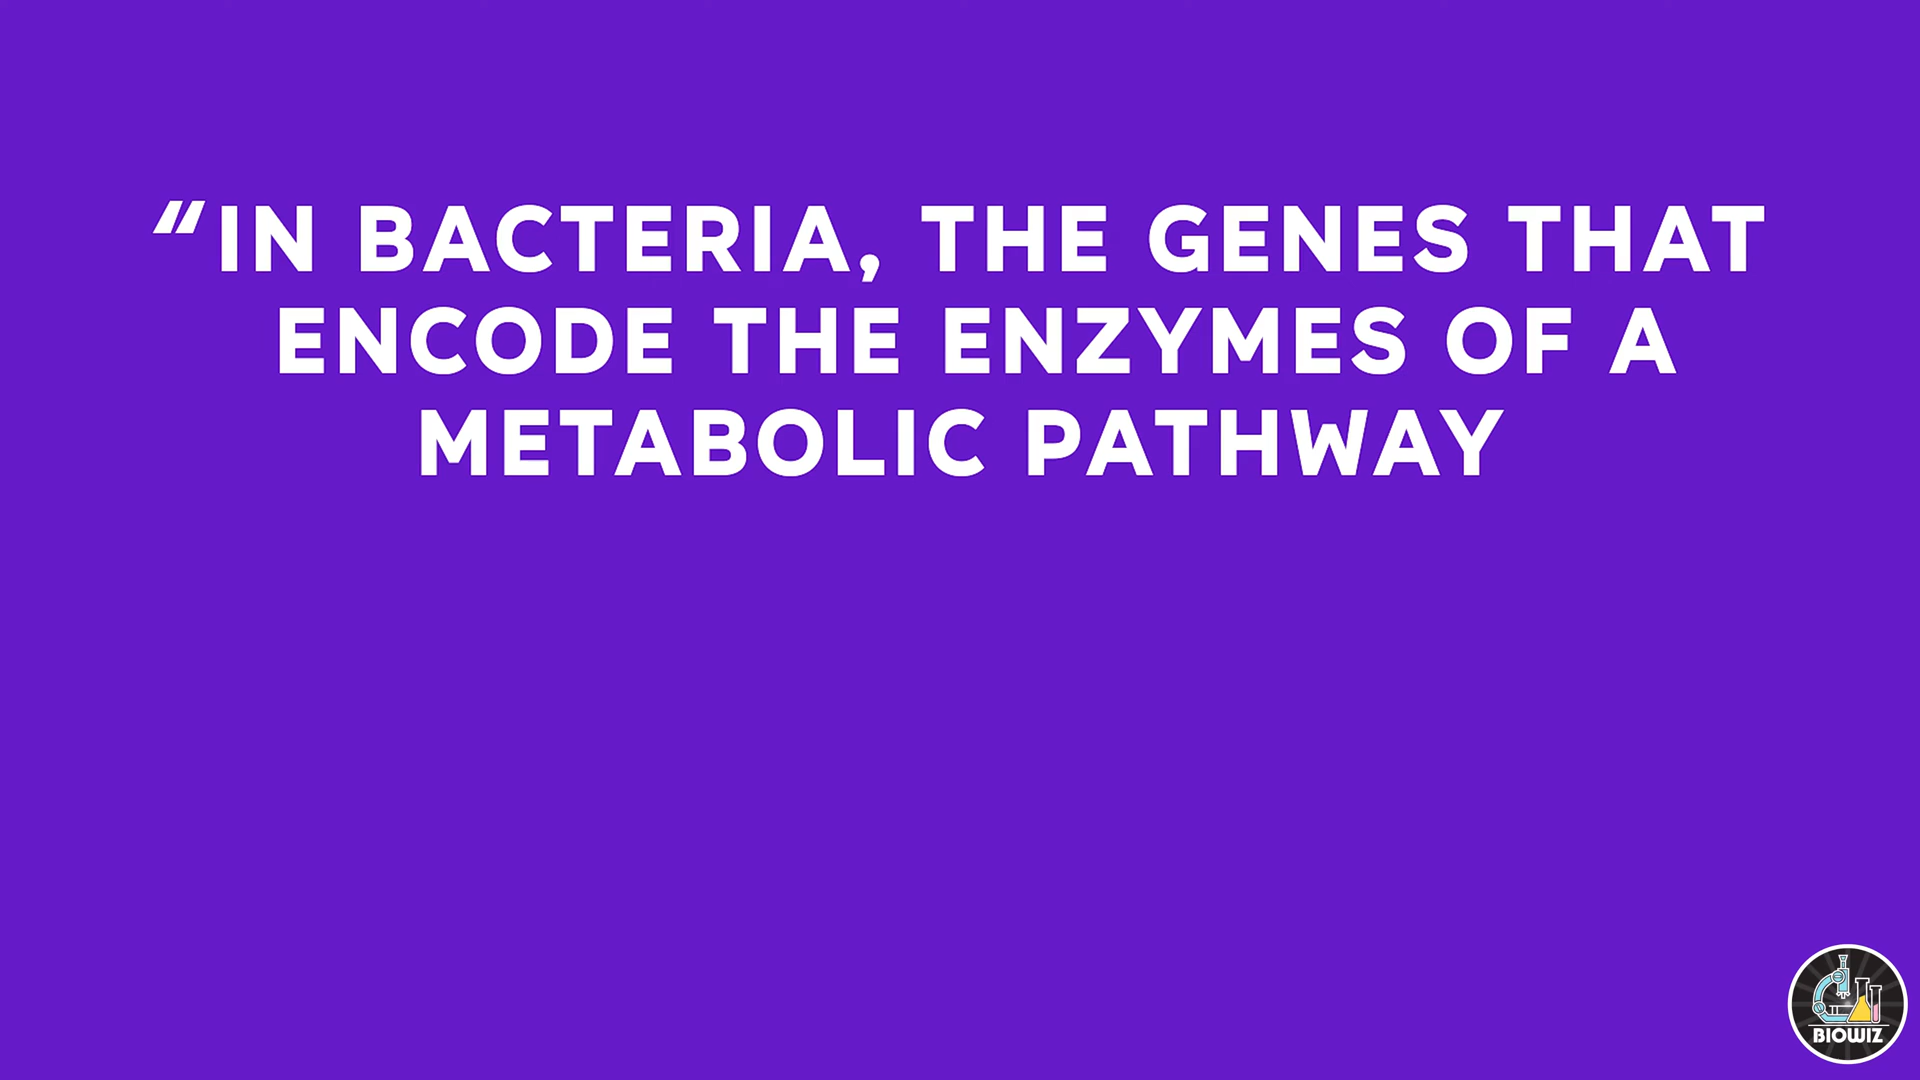 “IN BACTERIA, THE GENES THAT
ENCODE THE ENZYMES OF A
METABOLIC PATHWAY
BIOWIZ